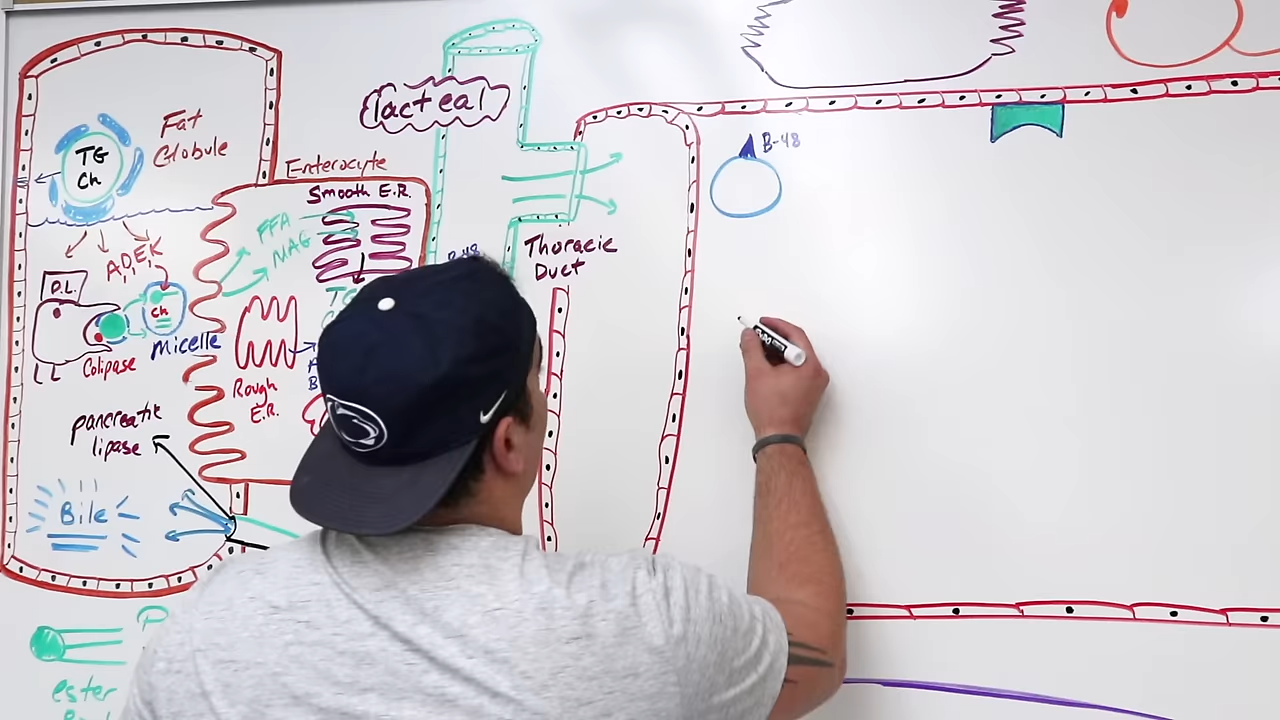 TG
Ch
Fat
Globule
Enterocyte
Smooth E.R.
FFA
MAG
lacteal
B-48
Thoracic
Duct
B-48
A,D,E,K
D.L.
Ch
Micelle
Colipase
Rough
E.R.
pancreatic
lipase
Bile
ester